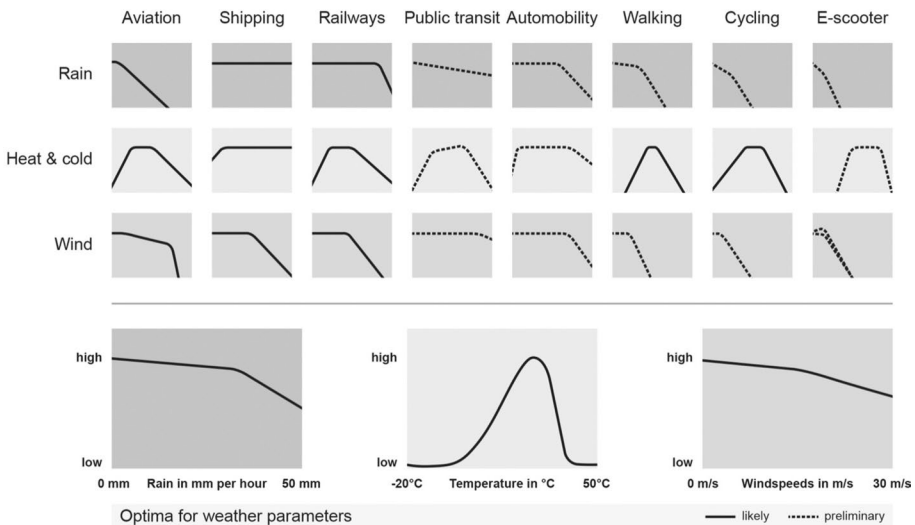 Aviation Shipping Railways Public transit Automobility Walking Cycling E-scooter
Rain
Heat & cold
Wind
high high high
low low low
0 mm Rain in mm per hour 50 mm -20°C Temperature in °C 50°C 0 m/s Windspeeds in m/s 30 m/s
Optima for weather parameters likely preliminary